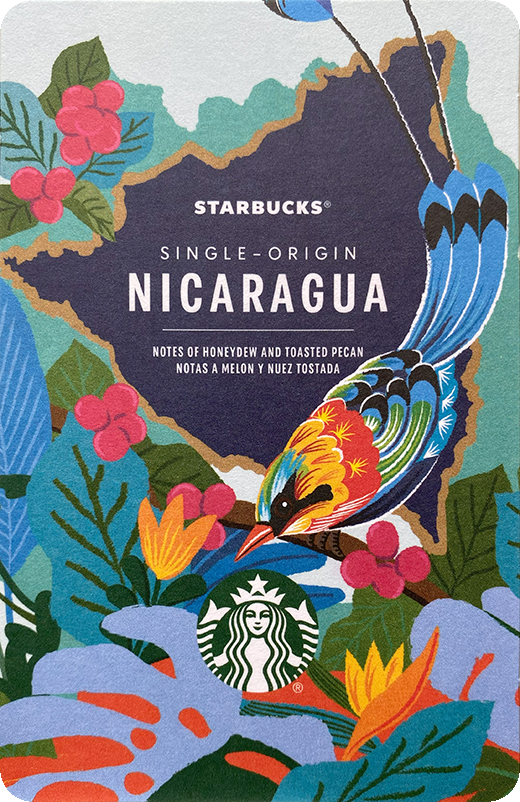 STARBUCKS®
SINGLE-ORIGIN
NICARAGUA
NOTES OF HONEYDEW AND TOASTED PECAN
NOTAS A MELON Y NUEZ TOSTADA
®